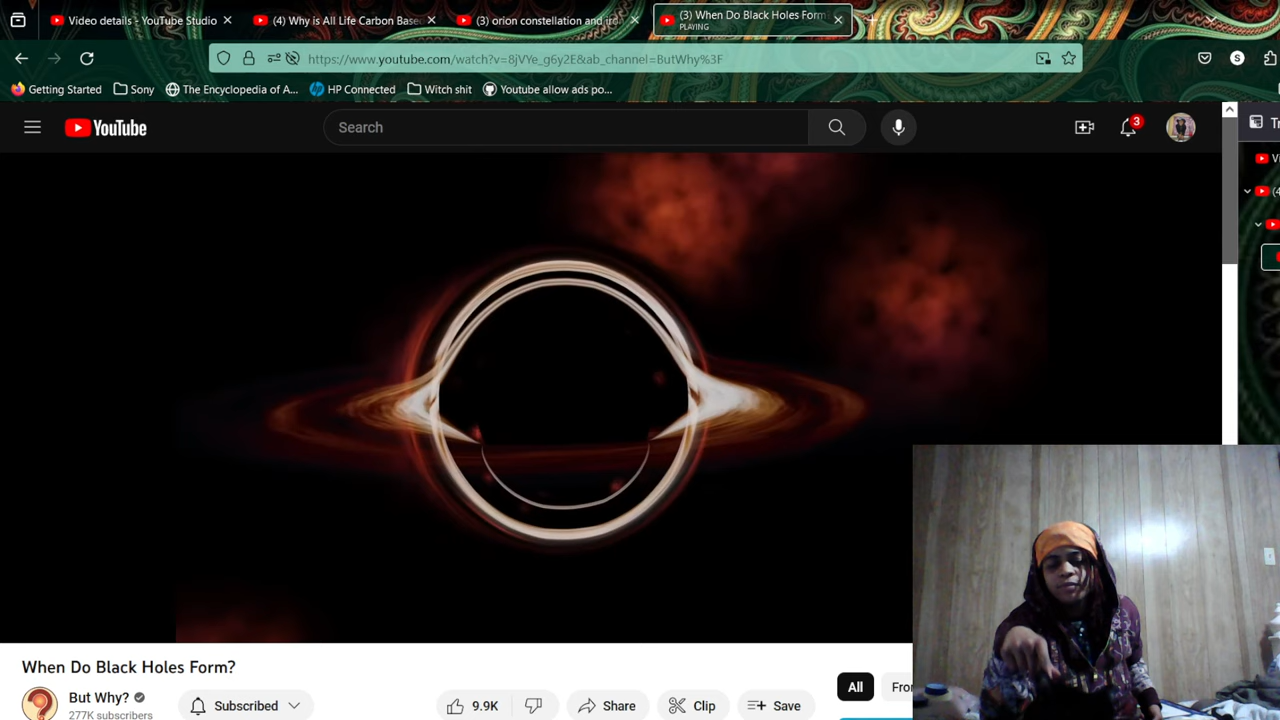 Video details - YouTube Studio
(4) Why is All Life Carbon Base
(3) orion constellation and iro
(3) When Do Black Holes Form
PLAYING
https://www.youtube.com/watch?v=8jVYe_g6y2E&ab_channel=ButWhy%3F
S
Getting Started
Sony
The Encyclopedia of A...
HP Connected
Witch shit
Youtube allow ads po...
YouTube
Search
3
When Do Black Holes Form?
But Why?
277K subscribers
Subscribed
9.9K
Share
Clip
Save
All